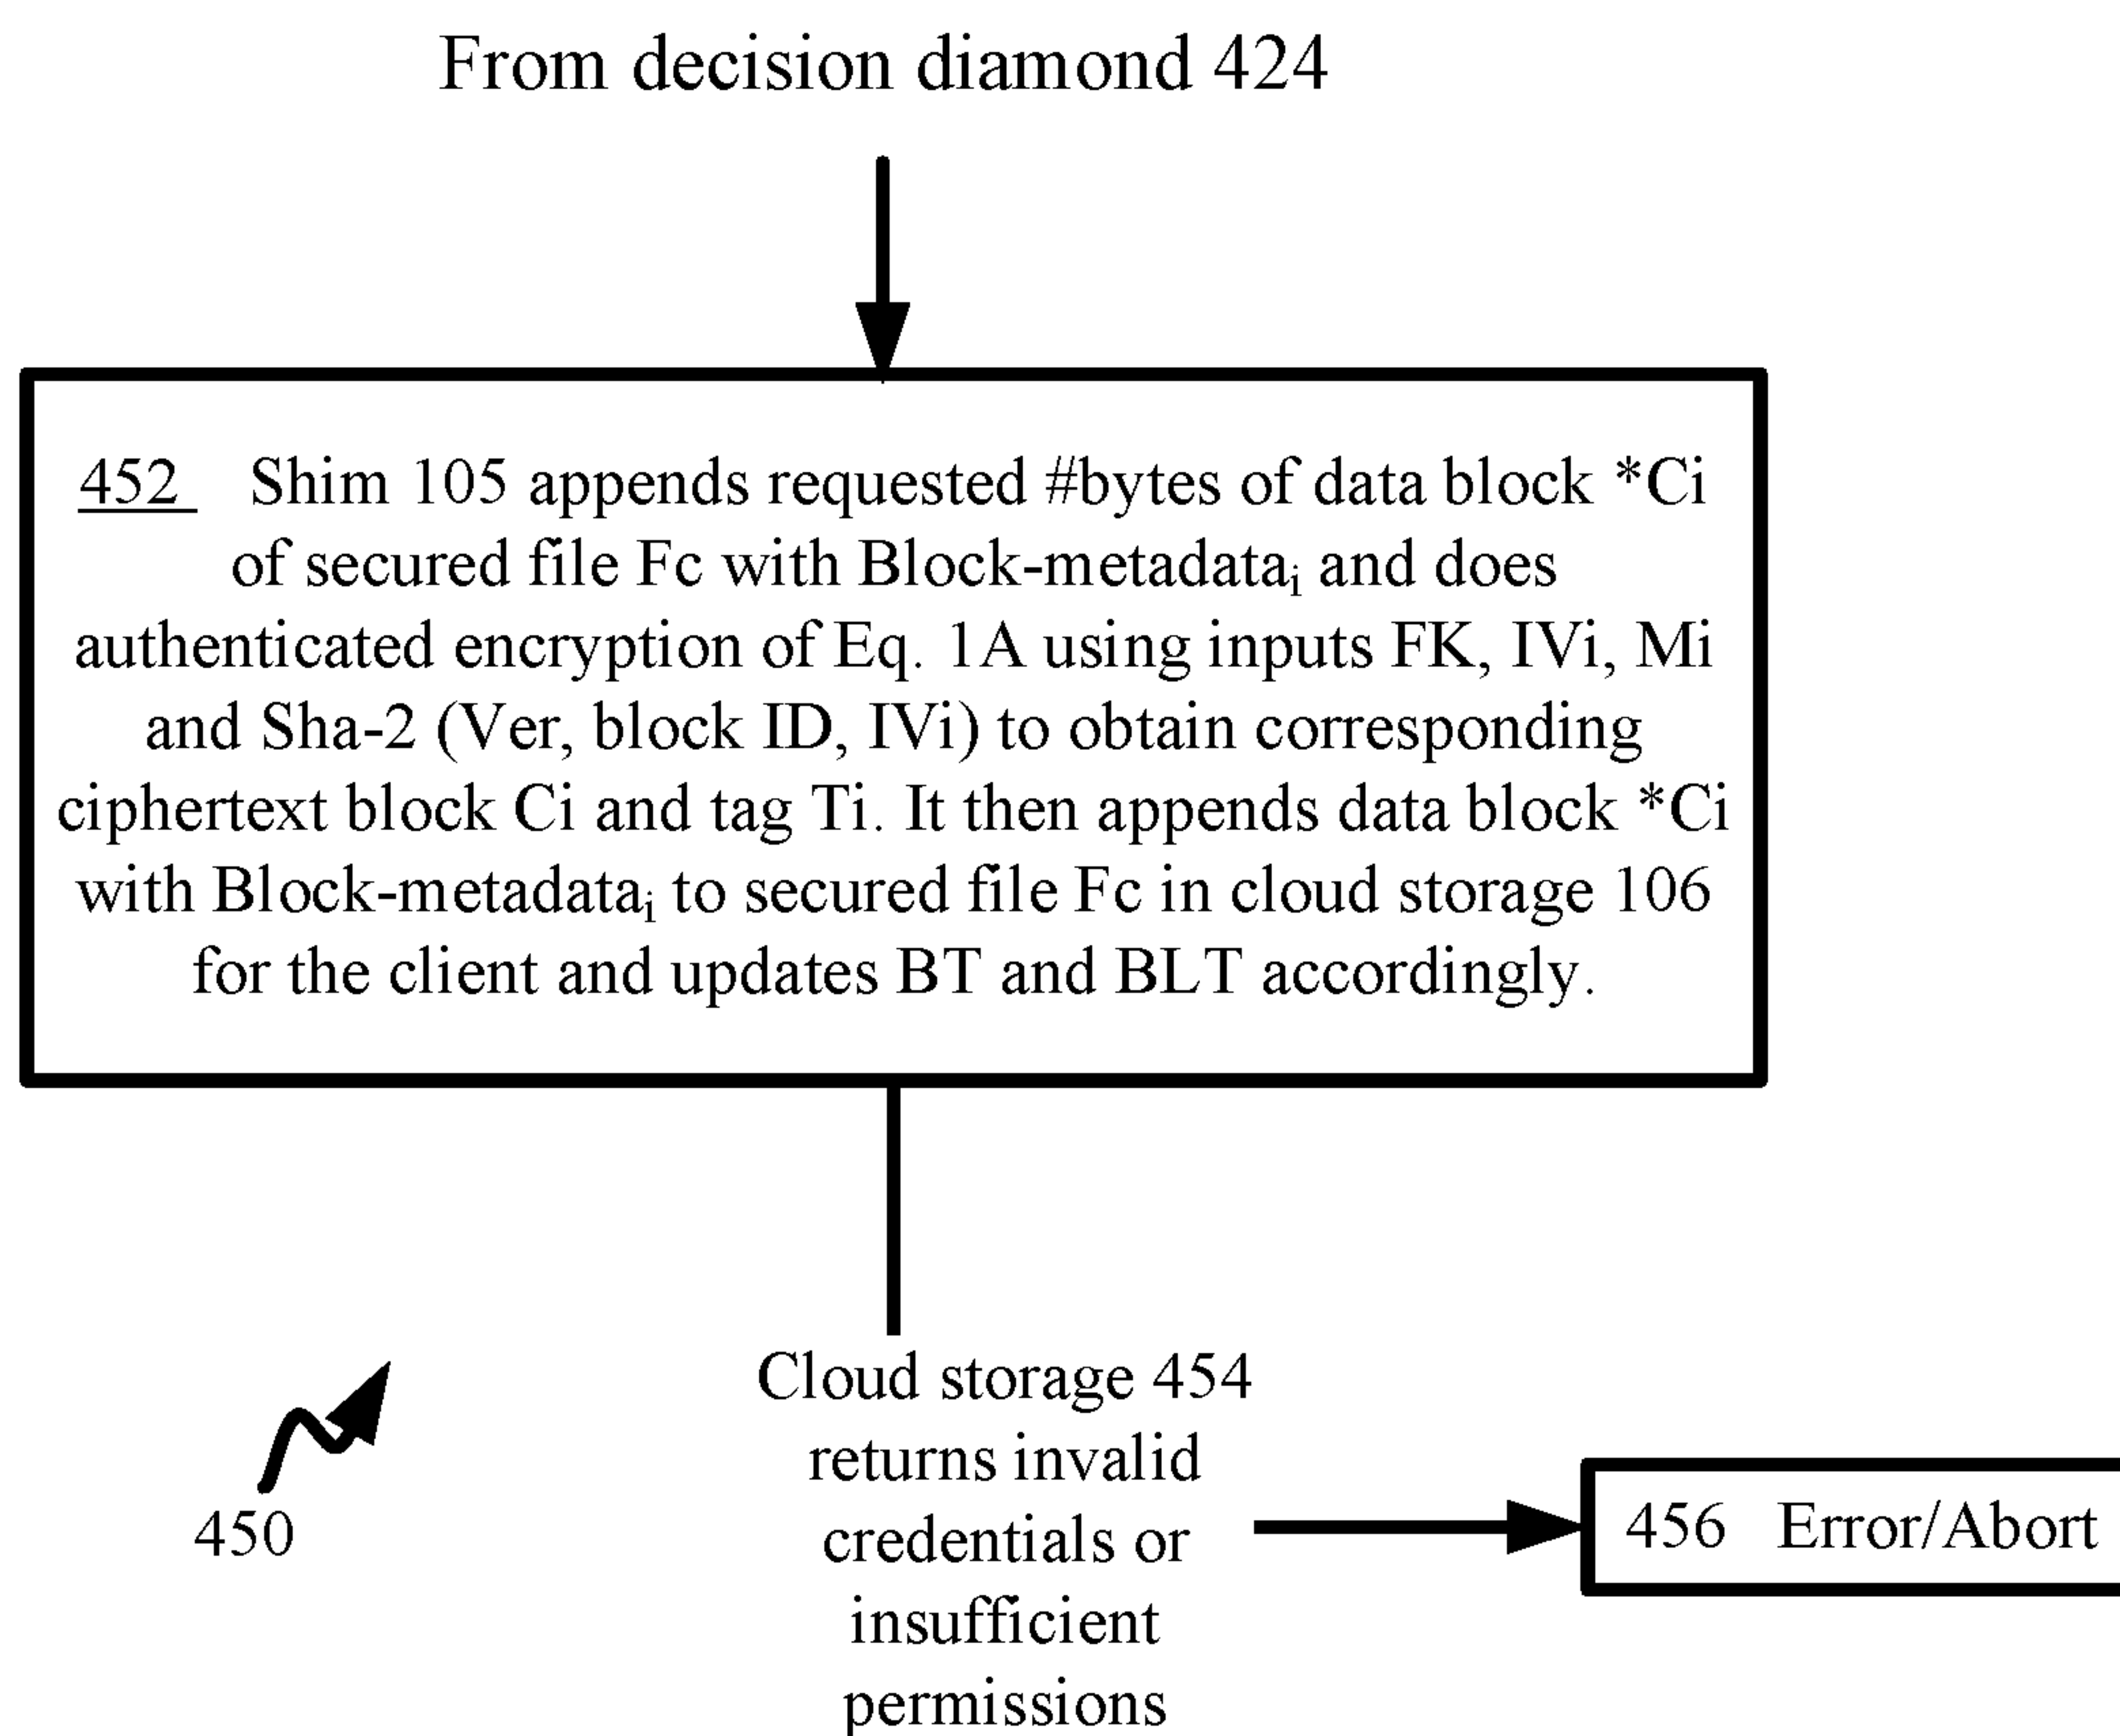 From decision diamond 424
452 Shim 105 appends requested #bytes of data block *Ci
of secured file Fc with Block-metadataᵢ and does
authenticated encryption of Eq. 1A using inputs FK, IVi, Mi
and Sha-2 (Ver, block ID, IVi) to obtain corresponding
ciphertext block Ci and tag Ti. It then appends data block *Ci
with Block-metadataᵢ to secured file Fc in cloud storage 106
for the client and updates BT and BLT accordingly.
Cloud storage 454
returns invalid
credentials or
insufficient
permissions
450
456 Error/Abort